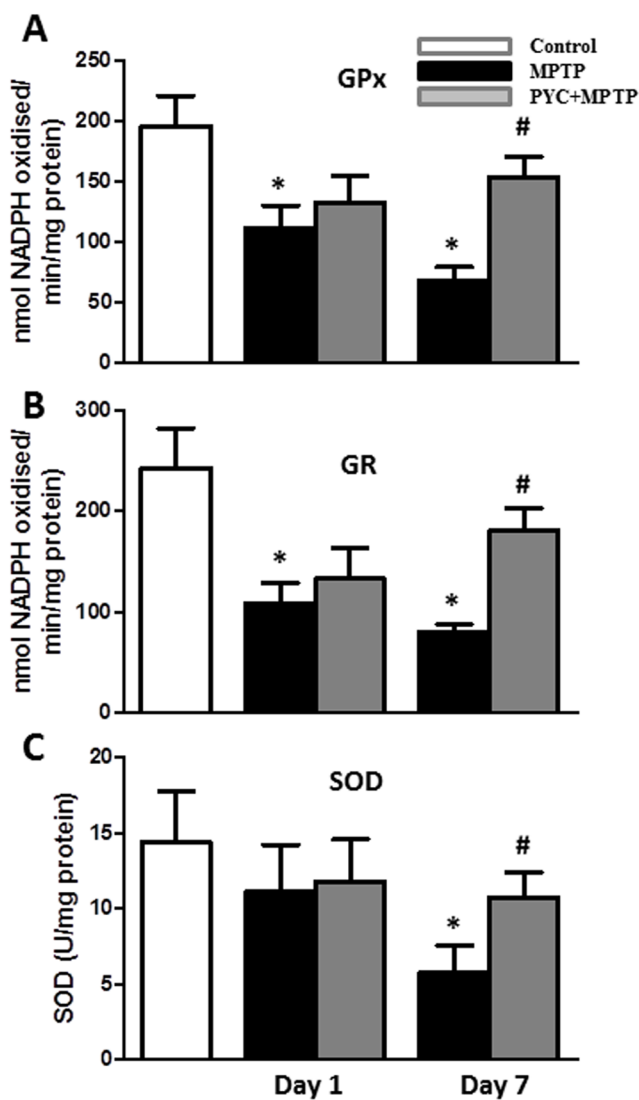 A
GPx
Control
MPTP
PYC+MPTP
nmol NADPH oxidised/
min/mg protein)
250
200
150
100
50
0
*
*
#
B
GR
nmol NADPH oxidised/
min/mg protein)
300
200
100
0
*
*
#
C
SOD
SOD (U/mg protein)
20
15
10
5
0
*
#
Day 1
Day 7